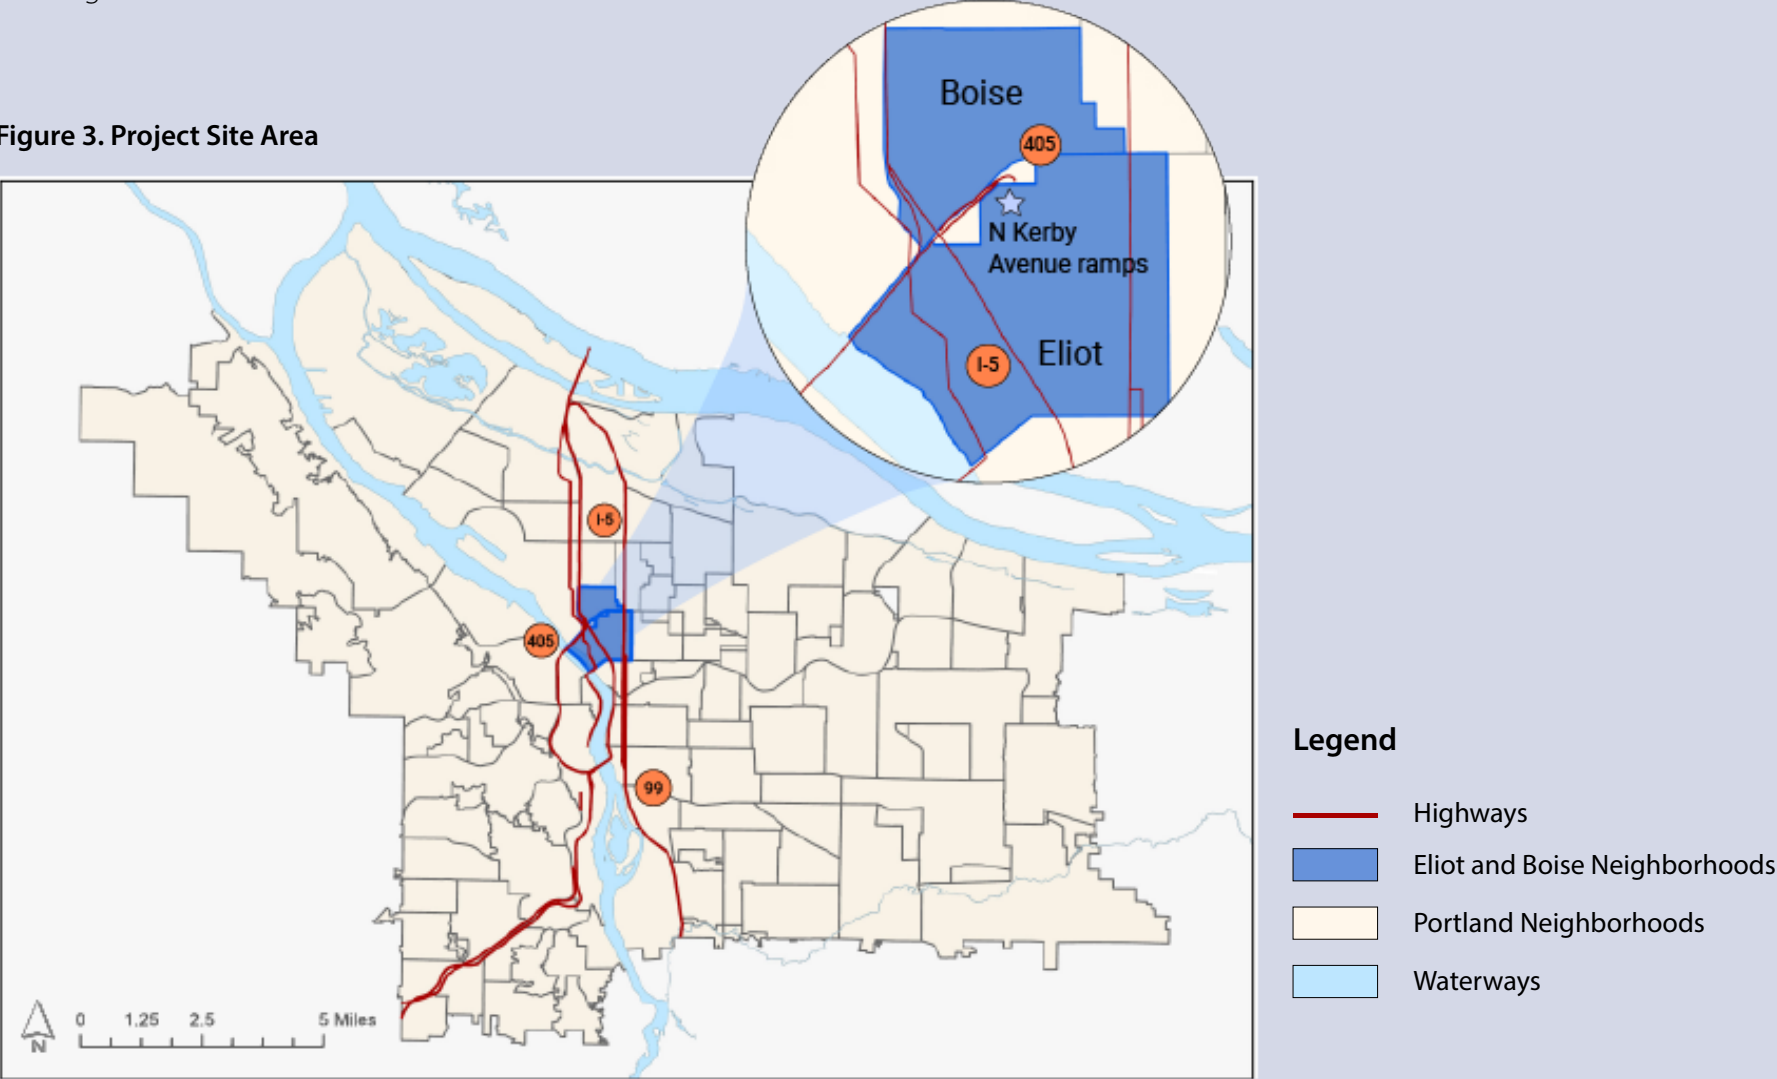 Figure 3. Project Site Area
Boise
405
N Kerby
Avenue ramps
I-5
Eliot
I-5
405
99
Legend
Highways
Eliot and Boise Neighborhoods
Portland Neighborhoods
Waterways
0 1.25 2.5 5 Miles
N